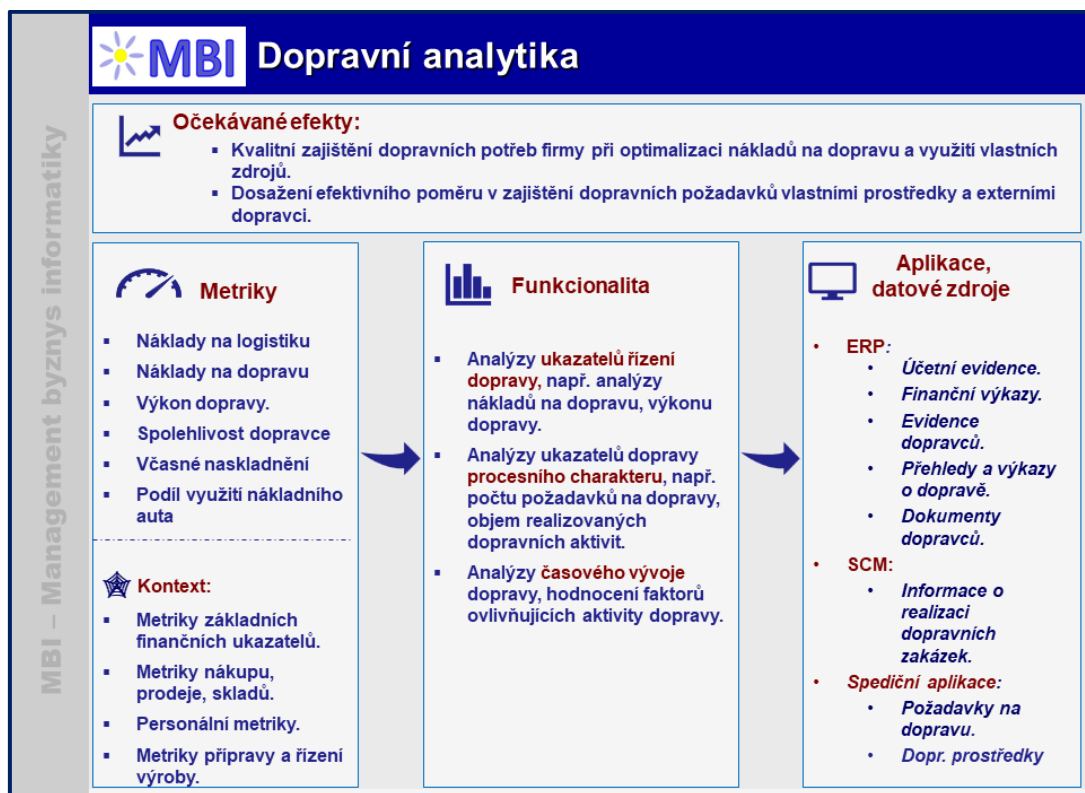 MBI – Management byznys informatiky
MBI
Dopravní analytika
Očekávané efekty:
▪ Kvalitní zajištění dopravních potřeb firmy při optimalizaci nákladů na dopravu a využití vlastních
zdrojů.
▪ Dosažení efektivního poměru v zajištění dopravních požadavků vlastními prostředky a externími
dopravci.
Metriky
▪ Náklady na logistiku
▪ Náklady na dopravu
▪ Výkon dopravy.
▪ Spolehlivost dopravce
▪ Včasné naskladnění
▪ Podíl využití nákladního
auta
Kontext:
▪ Metriky základních
finančních ukazatelů.
▪ Metriky nákupu,
prodeje, skladů.
▪ Personální metriky.
▪ Metriky přípravy a řízení
výroby.
Funkcionalita
▪ Analýzy ukazatelů řízení
dopravy, např. analýzy
nákladů na dopravu, výkonu
dopravy.
▪ Analýzy ukazatelů dopravy
procesního charakteru, např.
počtu požadavků na dopravy,
objem realizovaných
dopravních aktivit.
▪ Analýzy časového vývoje
dopravy, hodnocení faktorů
ovlivňujících aktivity dopravy.
Aplikace,
datové zdroje
• ERP:
• Účetní evidence.
• Finanční výkazy.
• Evidence
dopravců.
• Přehledy a výkazy
o dopravě.
• Dokumenty
dopravců.
• SCM:
• Informace o
realizaci
dopravních
zakázek.
• Spediční aplikace:
• Požadavky na
dopravu.
• Dopr. prostředky